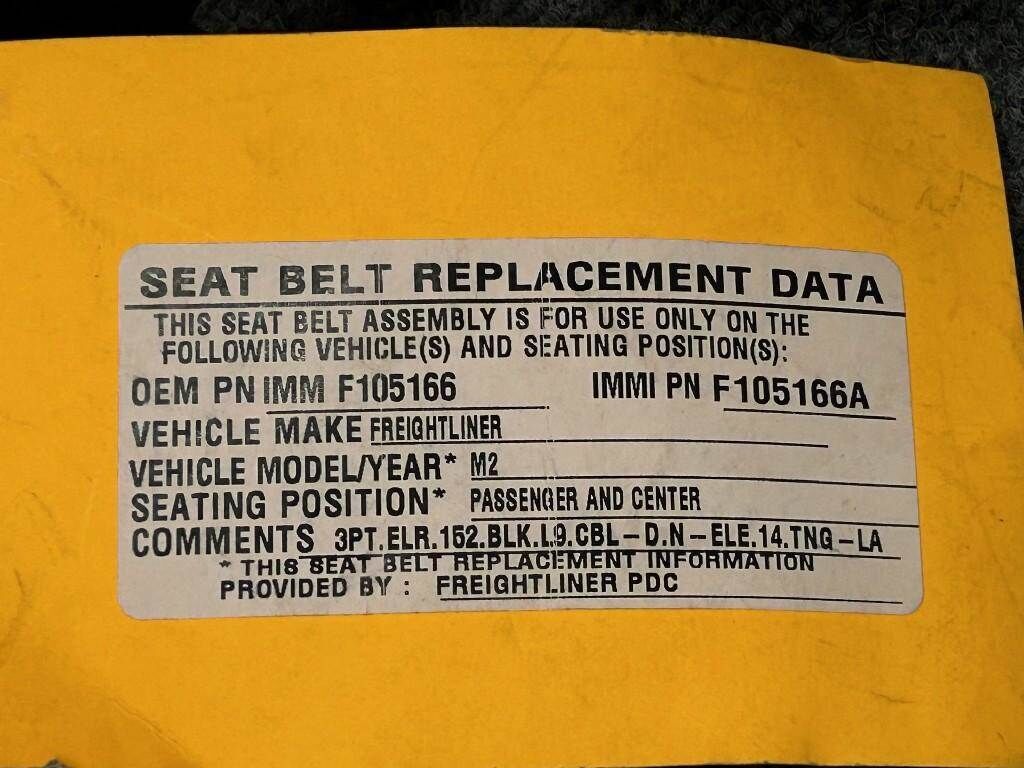 SEAT BELT REPLACEMENT DATA
THIS SEAT BELT ASSEMBLY IS FOR USE ONLY ON THE
FOLLOWING VEHICLE(S) AND SEATING POSITION(S):
OEM PN IMM F105166 IMMI PN F105166A
VEHICLE MAKE FREIGHTLINER
VEHICLE MODEL/YEAR* M2
SEATING POSITION* PASSENGER AND CENTER
COMMENTS 3PT.ELR.152.BLK.L9.CBL-D.N-ELE.14.TNG-LA
* THIS SEAT BELT REPLACEMENT INFORMATION
PROVIDED BY : FREIGHTLINER PDC